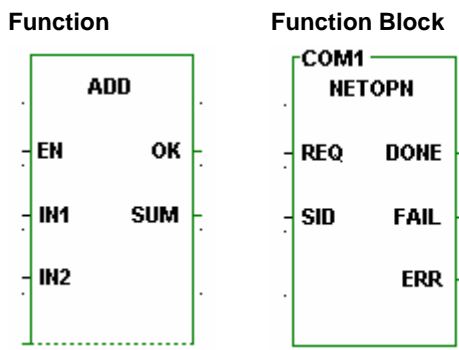 Function
Function Block
ADD
EN OK
IN1 SUM
IN2
COM1
NETOPN
REQ DONE
SID FAIL
ERR